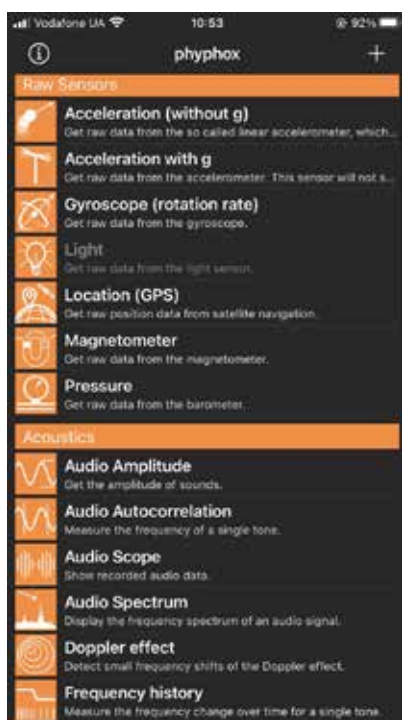 Vodafone UA 10:53 92%
phyphox
Raw Sensors
Acceleration (without g)
Get raw data from the so called linear accelerometer, which...
Acceleration with g
Get raw data from the accelerometer. This sensor will not s...
Gyroscope (rotation rate)
Get raw data from the gyroscope.
Light
Get raw data from the light sensor.
Location (GPS)
Get raw position data from satellite navigation.
Magnetometer
Get raw data from the magnetometer.
Pressure
Get raw data from the barometer.
Acoustics
Audio Amplitude
Get the amplitude of sounds.
Audio Autocorrelation
Measure the frequency of a single tone.
Audio Scope
Show recorded audio data.
Audio Spectrum
Display the frequency spectrum of an audio signal.
Doppler effect
Detect small frequency shifts of the Doppler effect.
Frequency history
Measure the frequency change over time for a single tone.